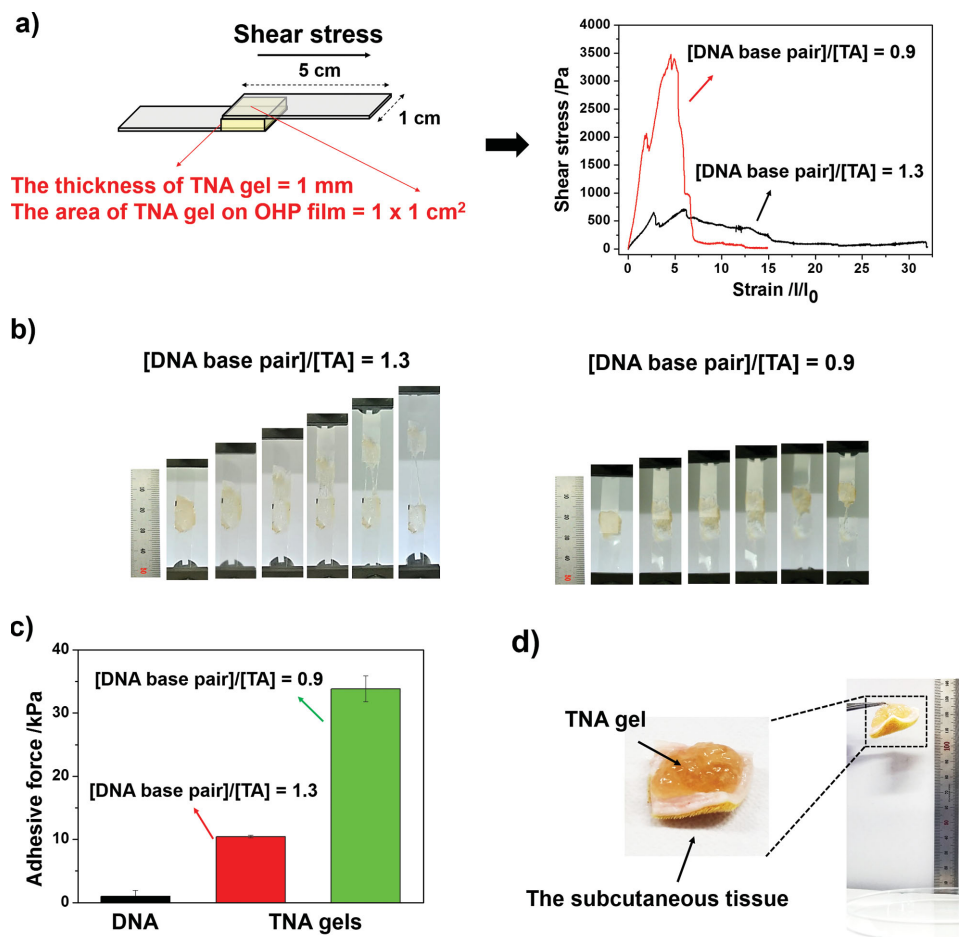 a)
Shear stress
5 cm
1 cm
The thickness of TNA gel = 1 mm
The area of TNA gel on OHP film = 1 x 1 cm²
Shear stress /Pa
4000
3500
3000
2500
2000
1500
1000
500
0
[DNA base pair]/[TA] = 0.9
[DNA base pair]/[TA] = 1.3
0 5 10 15 20 25 30
Strain /l/l₀
b)
[DNA base pair]/[TA] = 1.3
[DNA base pair]/[TA] = 0.9
c)
Adhesive force /kPa
40
30
20
10
0
[DNA base pair]/[TA] = 0.9
[DNA base pair]/[TA] = 1.3
DNA TNA gels
d)
TNA gel
The subcutaneous tissue